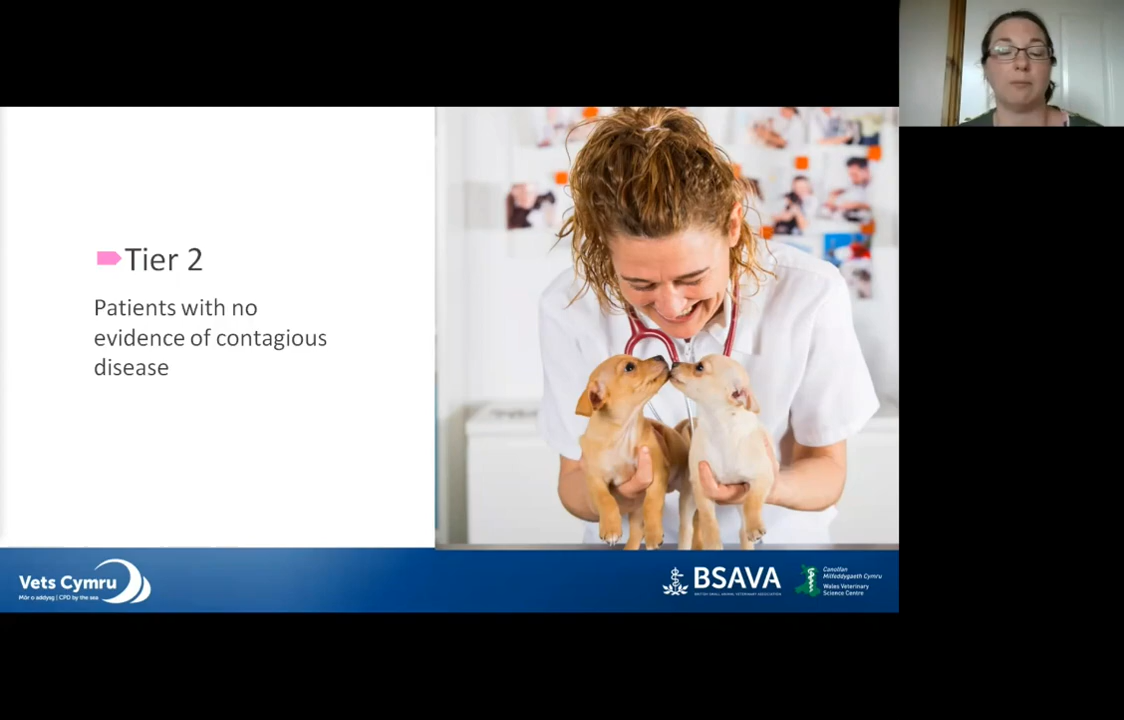 Tier 2
Patients with no
evidence of contagious
disease
Vets Cymru
Môr o addysg | CPD by the sea
BSAVA
BRITISH SMALL ANIMAL VETERINARY ASSOCIATION
Canolfan
Milfeddygaeth Cymru
Wales Veterinary
Science Centre